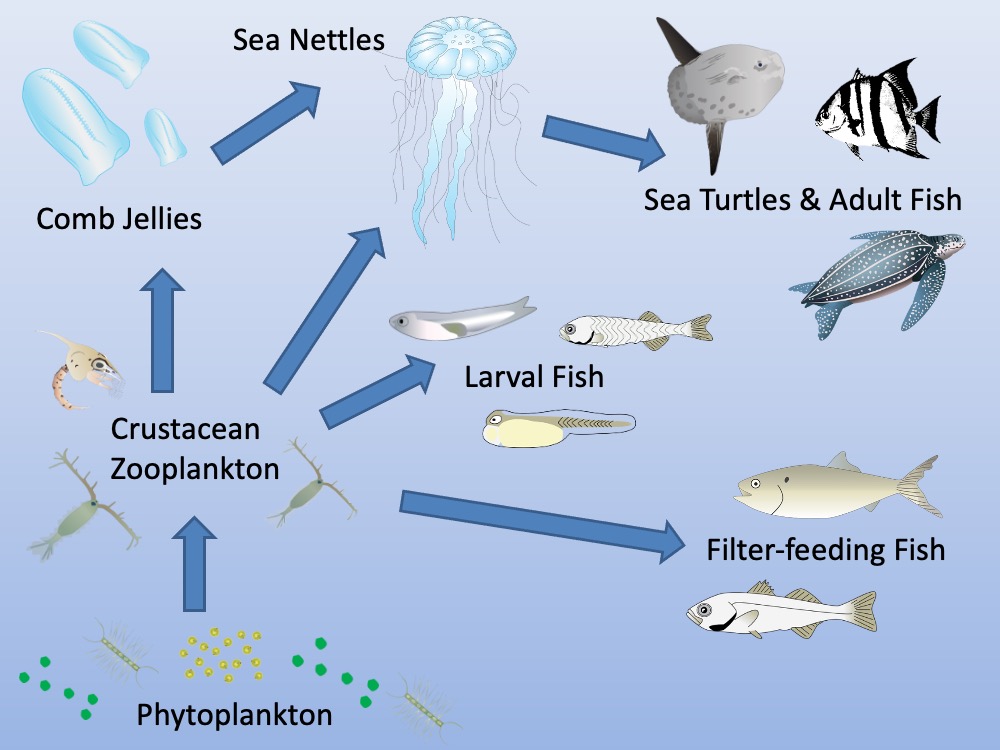 Sea Nettles
Sea Turtles & Adult Fish
Comb Jellies
Larval Fish
Crustacean
Zooplankton
Filter-feeding Fish
Phytoplankton